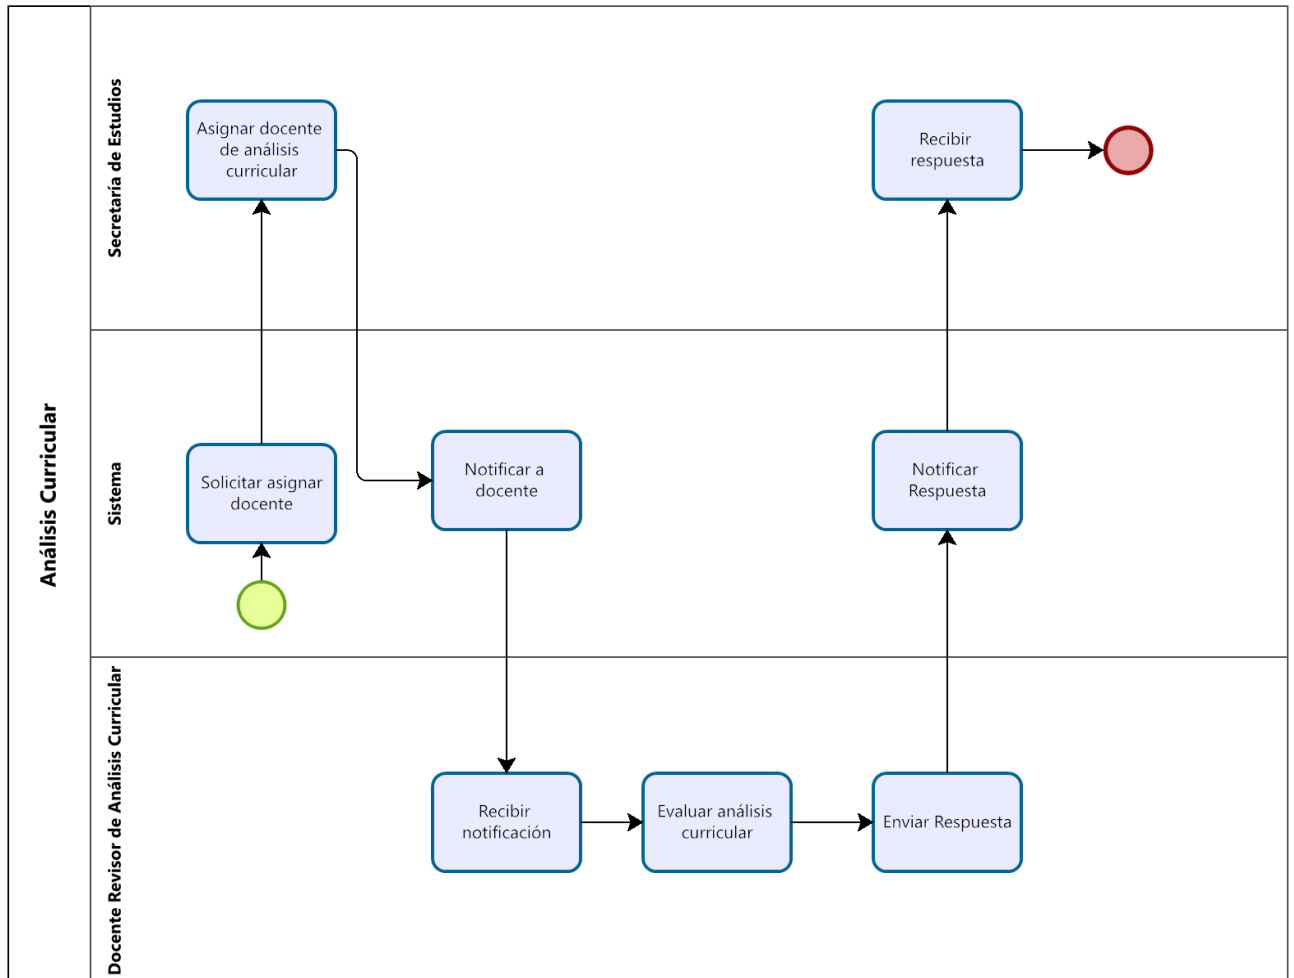 Análisis Curricular
Secretaría de Estudios
Asignar docente
de análisis
curricular
Recibir
respuesta
Sistema
Solicitar asignar
docente
Notificar a
docente
Notificar
Respuesta
Docente Revisor de Análisis Curricular
Recibir
notificación
Evaluar análisis
curricular
Enviar Respuesta